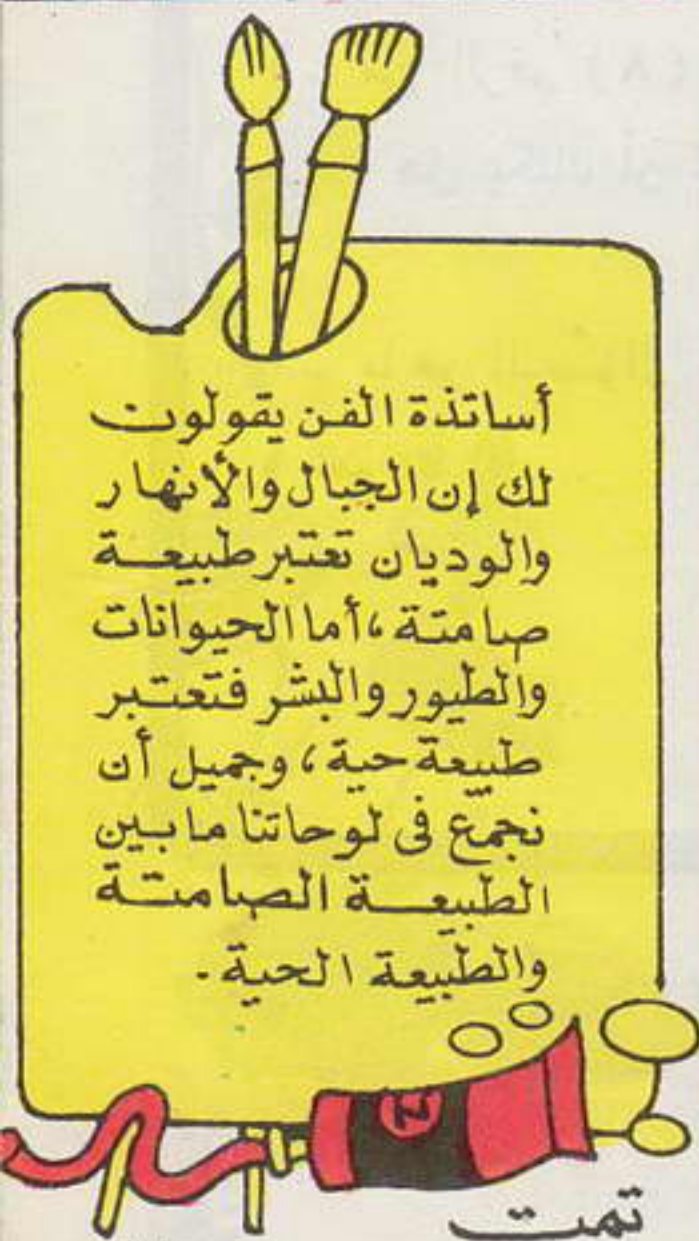 أساتذة الفن يقولون
لك إن الجبال والأنهار
والوديان تعتبر طبيعة
صامتة، أما الحيوانات
والطيور والبشر فتعتبر
طبيعة حية، وجميل أن
نجمع فى لوحاتنا ما بين
الطبيعة الصامتة
والطبيعة الحية.
تمت